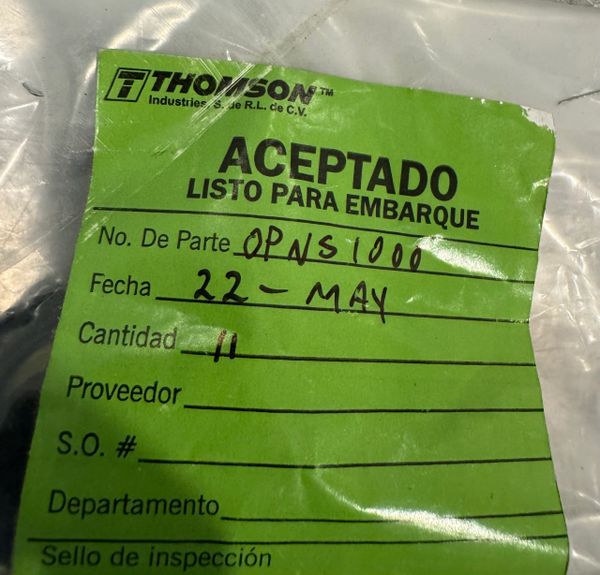 THOMSON™
Industries, S. de R.L. de C.V.
ACEPTADO
LISTO PARA EMBARQUE
No. De Parte OPNS1000
Fecha 22-MAY
Cantidad 11
Proveedor
S.O. #
Departamento
Sello de inspección